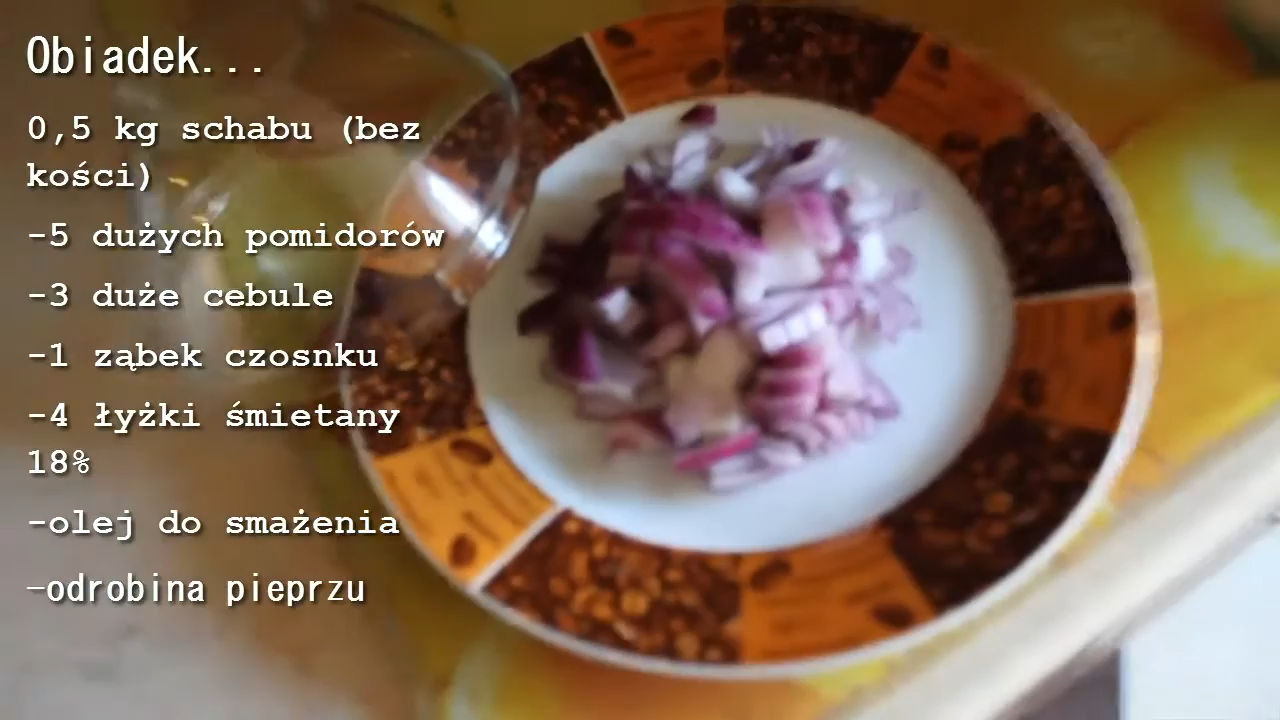 Obiadek...
0,5 kg schabu (bez
kości)
-5 dużych pomidorów
-3 duże cebule
-1 ząbek czosnku
-4 łyżki śmietany
18%
-olej do smażenia
-odrobina pieprzu